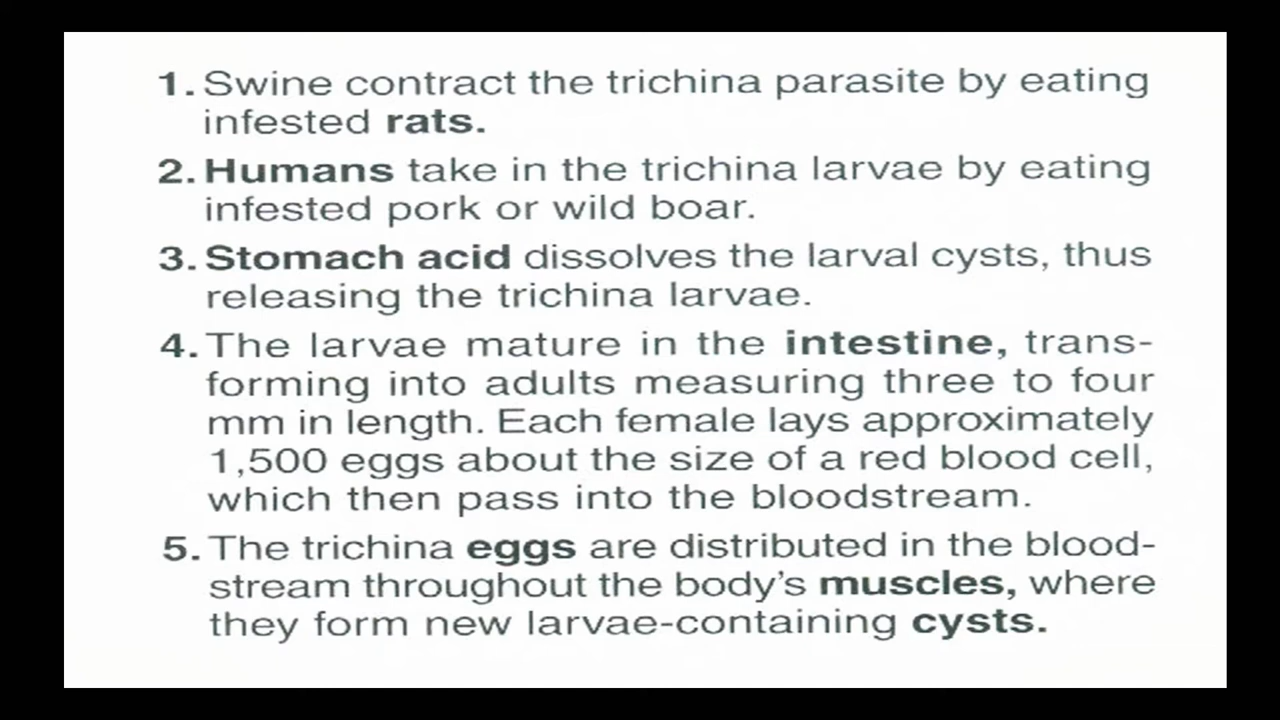 1. Swine contract the trichina parasite by eating
infested rats.
2. Humans take in the trichina larvae by eating
infested pork or wild boar.
3. Stomach acid dissolves the larval cysts, thus
releasing the trichina larvae.
4. The larvae mature in the intestine, trans-
forming into adults measuring three to four
mm in length. Each female lays approximately
1,500 eggs about the size of a red blood cell,
which then pass into the bloodstream.
5. The trichina eggs are distributed in the blood-
stream throughout the body's muscles, where
they form new larvae-containing cysts.